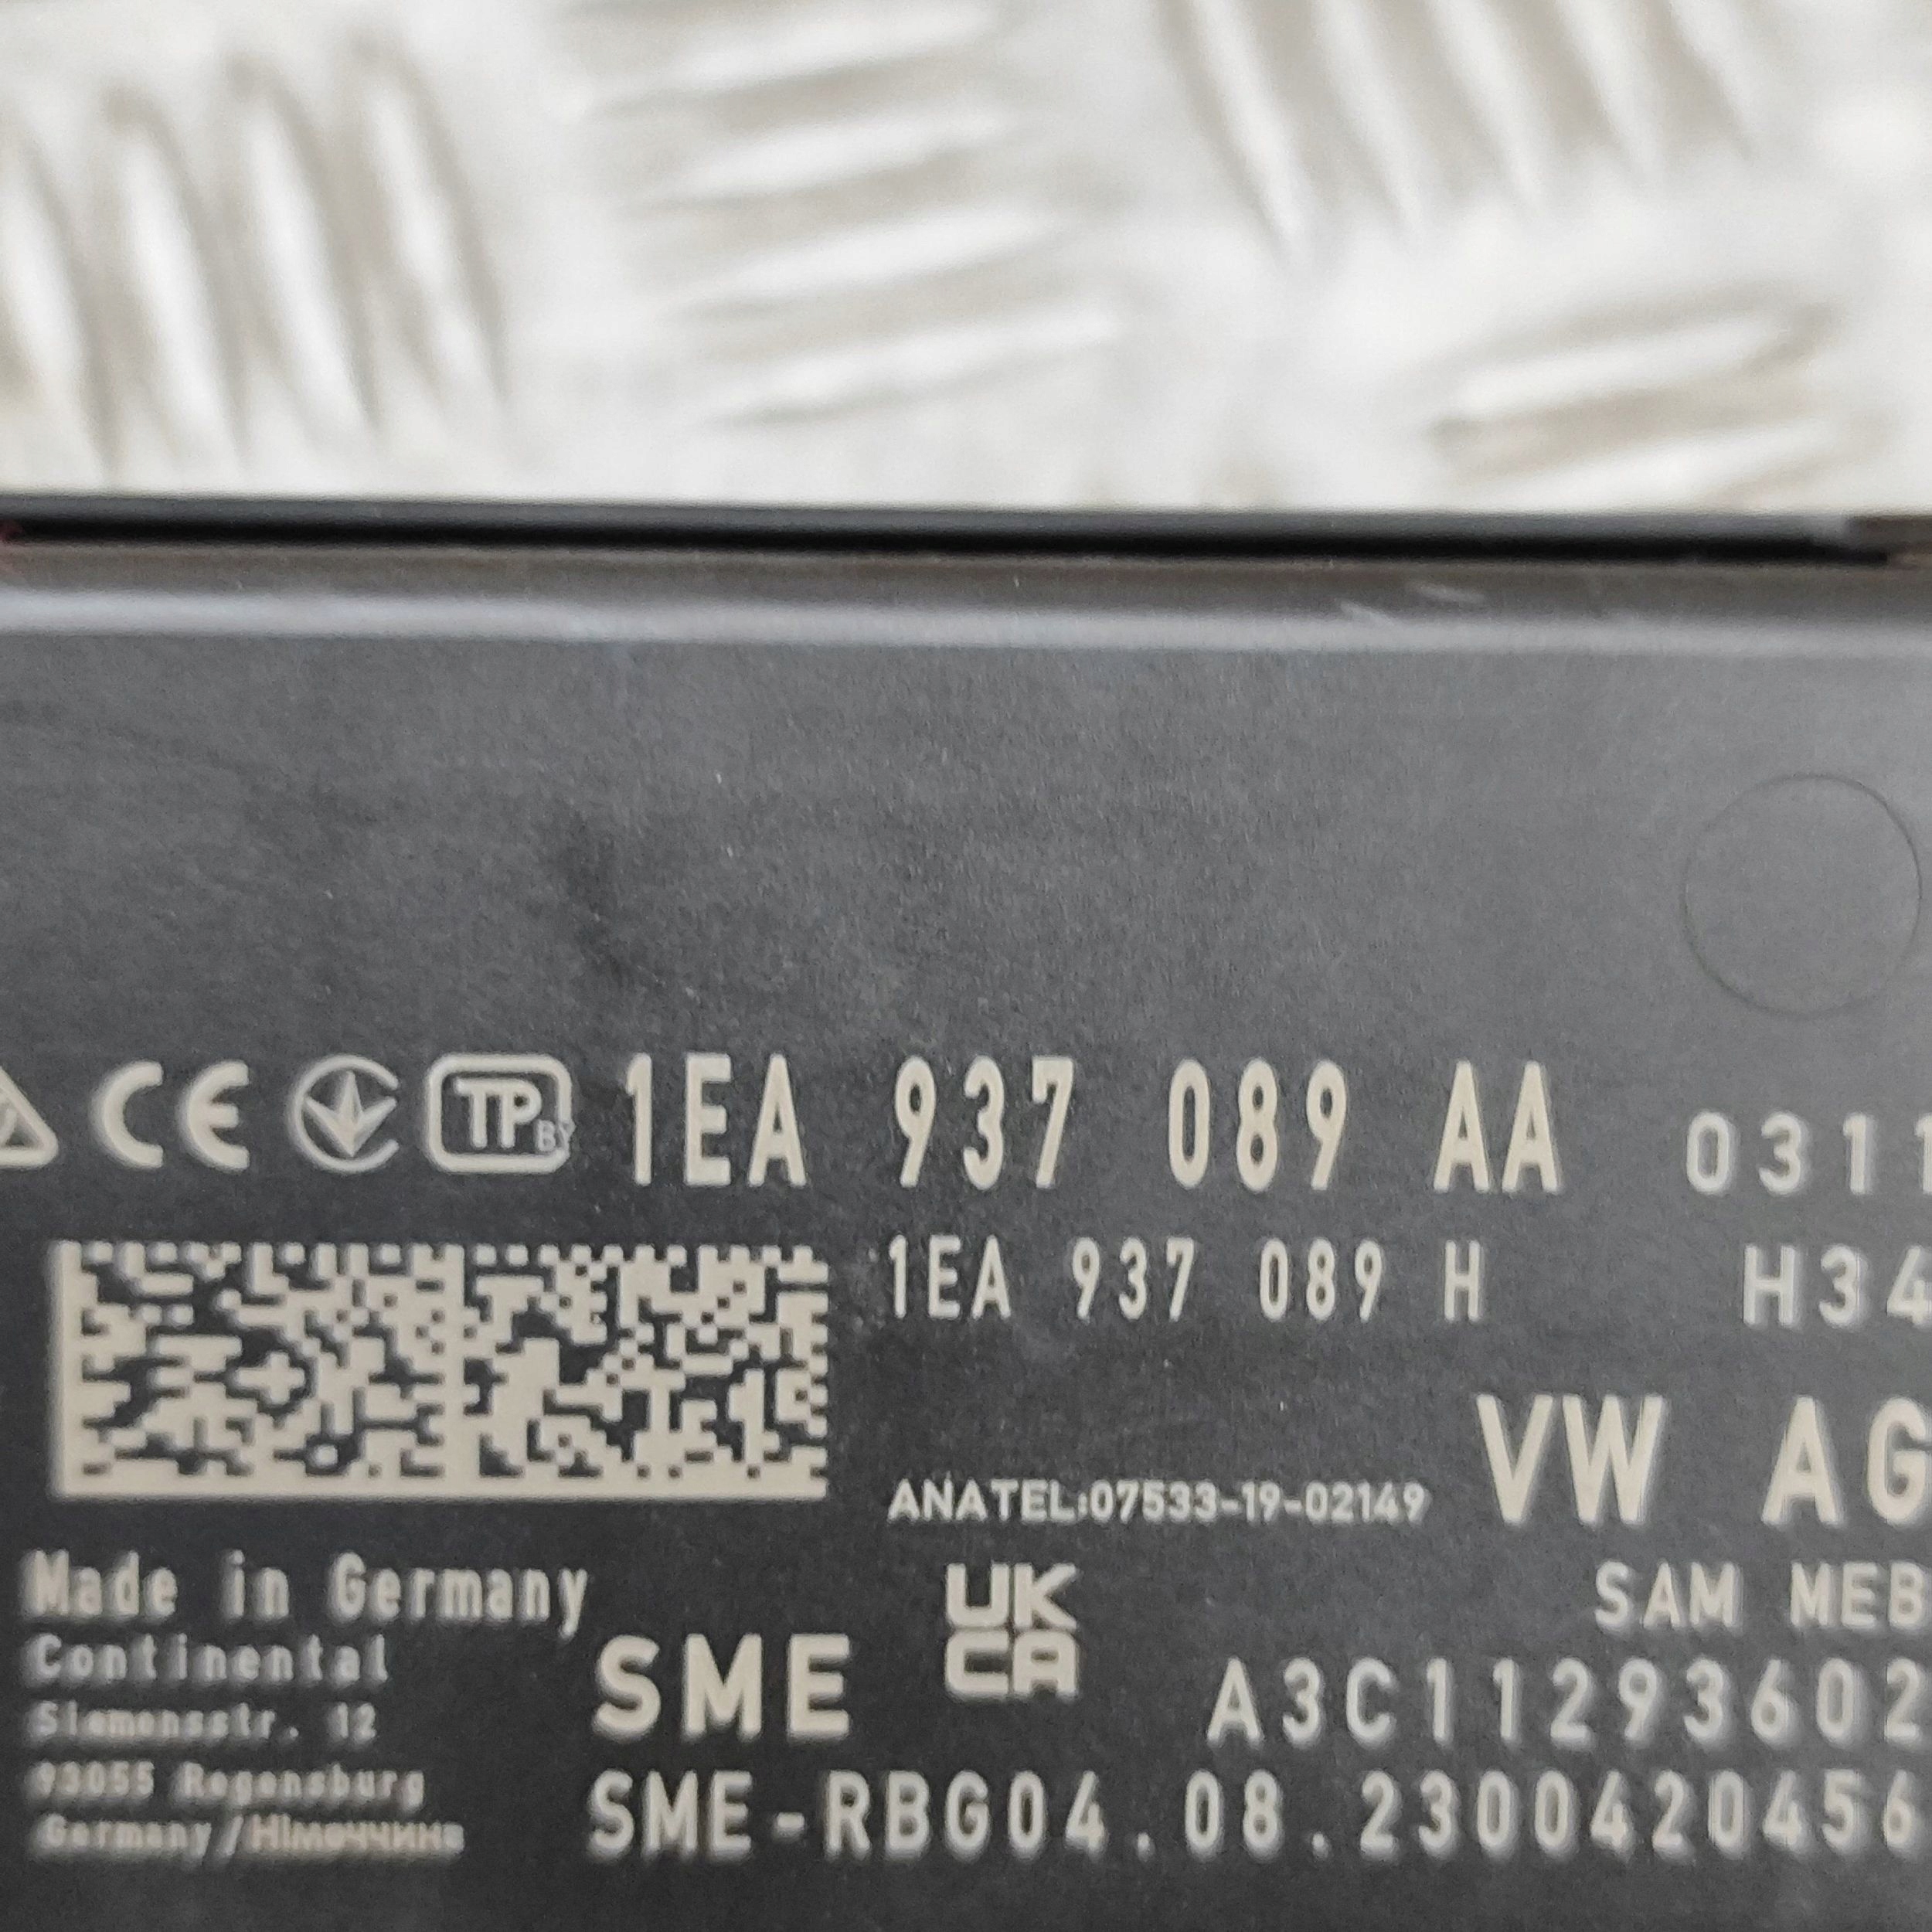 CE TP BY 1EA 937 089 AA 0311
1EA 937 089 H H34
VW AG
ANATEL:07533-19-02149
Made in Germany
UK
CA
SAM MEB
Continental
SME
A3C11293602
Siemensstr. 12
93055 Regensburg
SME-RBG04.08.2300420456
Germany/Німеччина